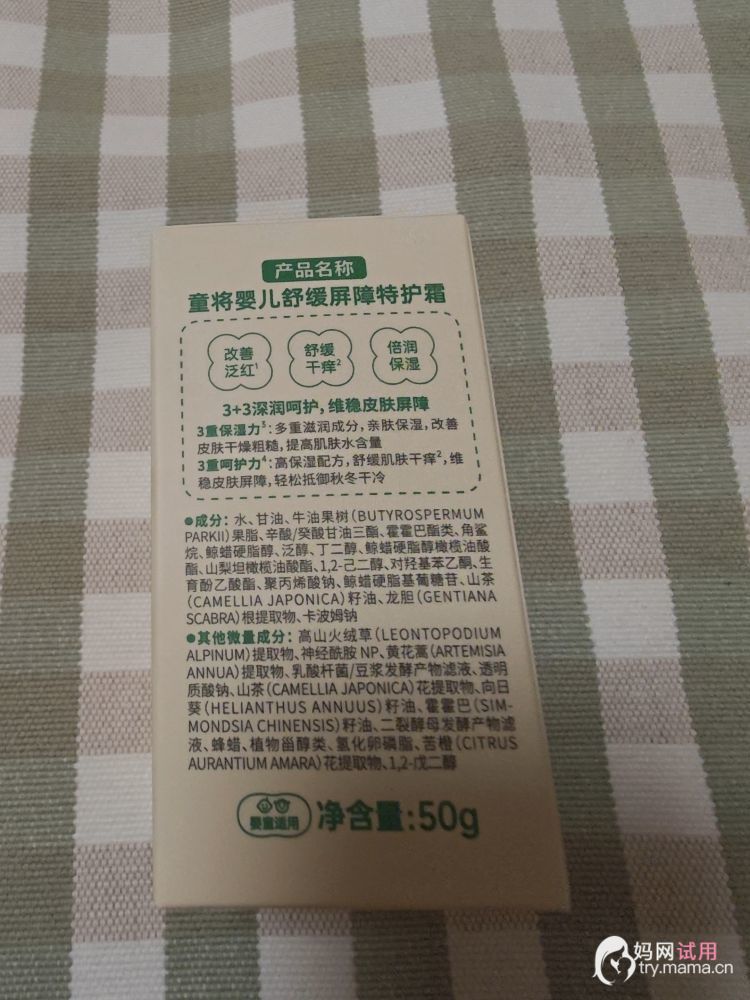 产品名称
童将婴儿舒缓屏障特护霜
改善
泛红¹
舒缓
干痒²
倍润
保湿
3+3深润呵护，维稳皮肤屏障
3重保湿力³：多重滋润成分，亲肤保湿，改善
皮肤干燥粗糙，提高肌肤水含量
3重呵护力⁴：高保湿配方，舒缓肌肤干痒²，维
稳皮肤屏障，轻松抵御秋冬干冷
●成分：水、甘油、牛油果树(BUTYROSPERMUM
PARKII)果脂、辛酸/癸酸甘油三酯、霍霍巴酯类、角鲨
烷、鲸蜡硬脂醇、泛醇、丁二醇、鲸蜡硬脂醇橄榄油酸
酯、山梨坦橄榄油酸酯、1,2-己二醇、对羟基苯乙酮、生
育酚乙酸酯、聚丙烯酸钠、鲸蜡硬脂基葡糖苷、山茶
(CAMELLIA JAPONICA)籽油、龙胆(GENTIANA
SCABRA)根提取物、卡波姆钠
●其他微量成分：高山火绒草(LEONTOPODIUM
ALPINUM)提取物、神经酰胺 NP、黄花蒿(ARTEMISIA
ANNUA)提取物、乳酸杆菌/豆浆发酵产物滤液、透明
质酸钠、山茶(CAMELLIA JAPONICA)花提取物、向日
葵(HELIANTHUS ANNUUS)籽油、霍霍巴(SIM-
MONDSIA CHINENSIS)籽油、二裂酵母发酵产物滤
液、蜂蜡、植物甾醇类、氢化卵磷脂、苦橙(CITRUS
AURANTIUM AMARA)花提取物、1,2-戊二醇
婴童适用
净含量：50g
妈网试用
try.mama.cn